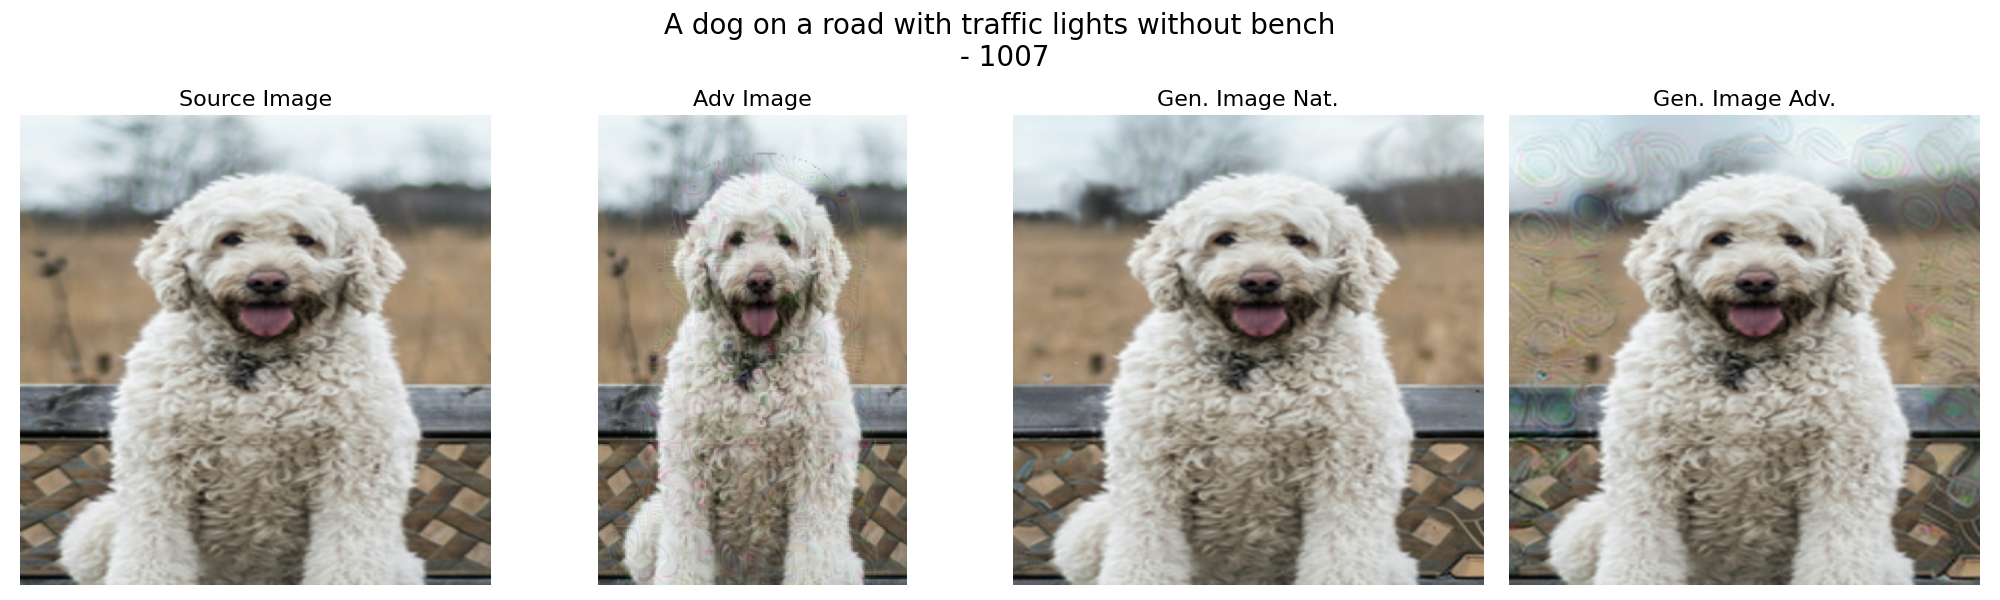 A dog on a road with traffic lights without bench
- 1007
Source Image
Adv Image
Gen. Image Nat.
Gen. Image Adv.